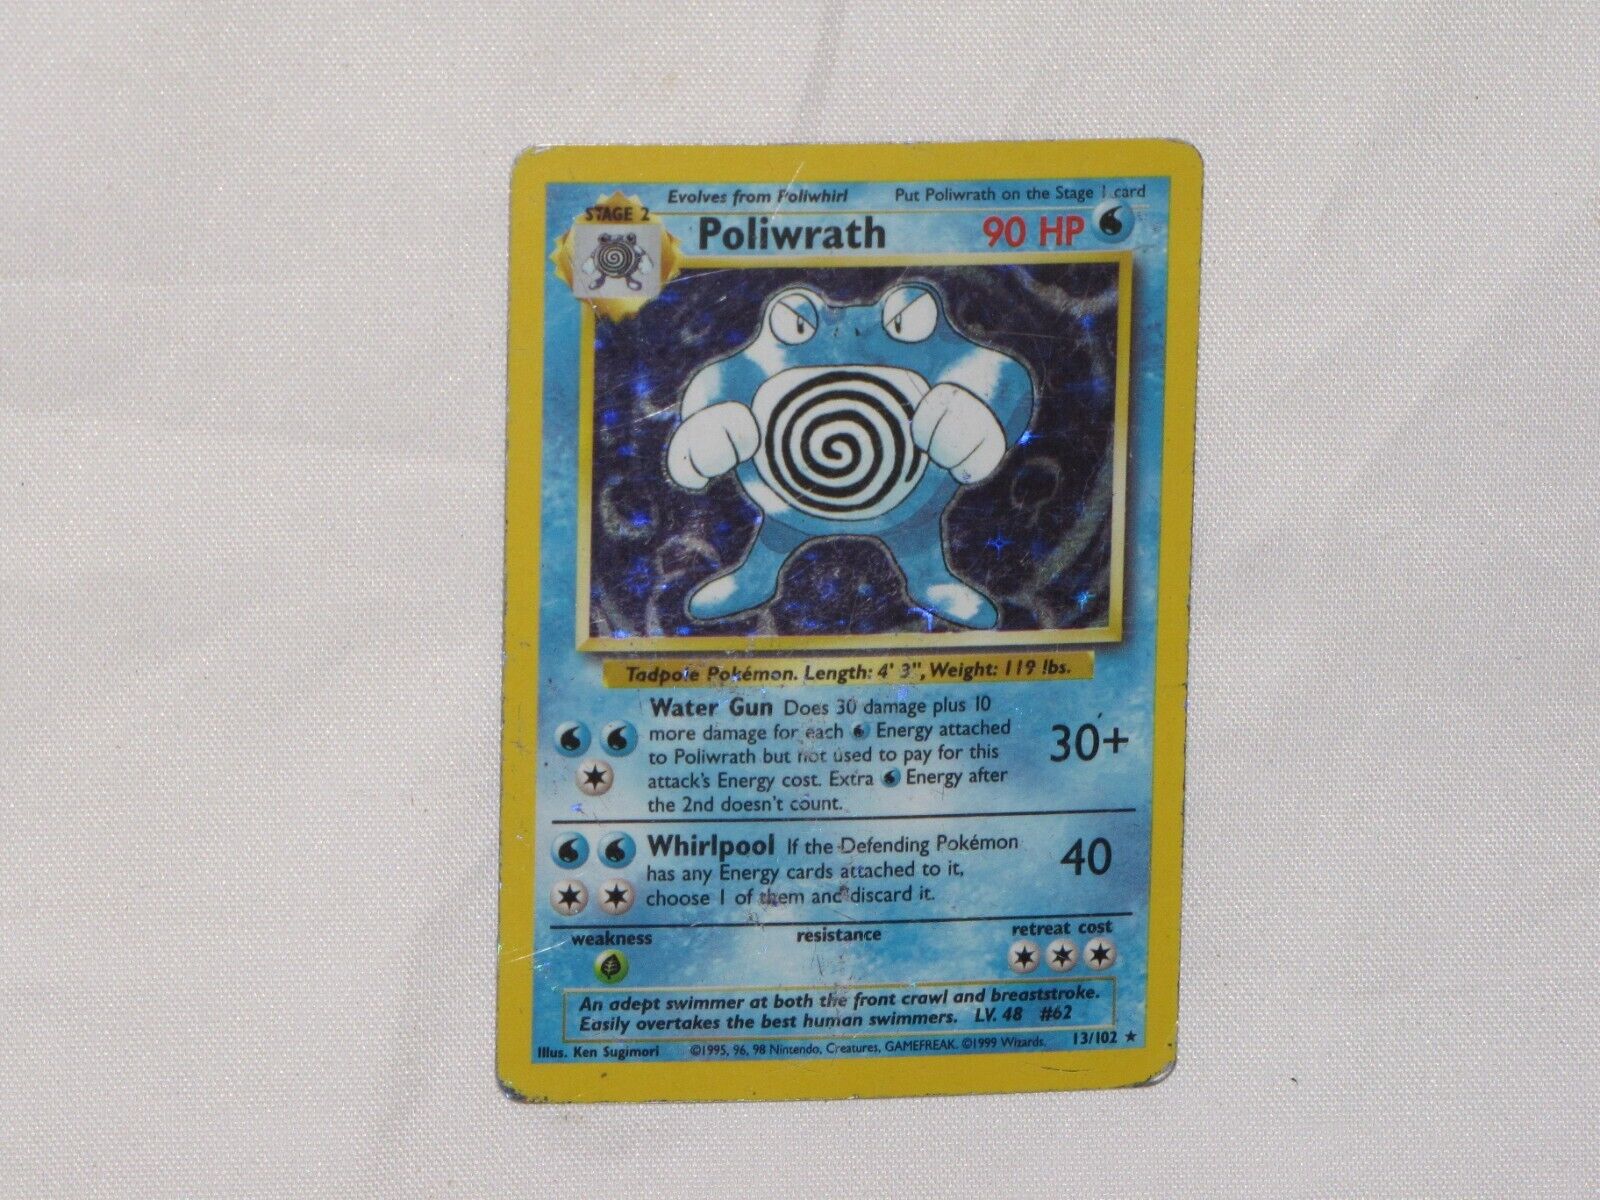 Evolves from Poliwhirl Put Poliwrath on the Stage 1 card
STAGE 2
Poliwrath 90 HP
Tadpole Pokémon. Length: 4' 3", Weight: 119 lbs.
Water Gun Does 30 damage plus 10
more damage for each Energy attached
to Poliwrath but not used to pay for this
attack's Energy cost. Extra Energy after
the 2nd doesn't count.
30+
Whirlpool If the Defending Pokémon
has any Energy cards attached to it,
choose 1 of them and discard it.
40
weakness resistance retreat cost
An adept swimmer at both the front crawl and breaststroke.
Easily overtakes the best human swimmers. LV. 48 #62
Illus. Ken Sugimori ©1995, 96, 98 Nintendo, Creatures, GAMEFREAK. ©1999 Wizards. 13/102 ★